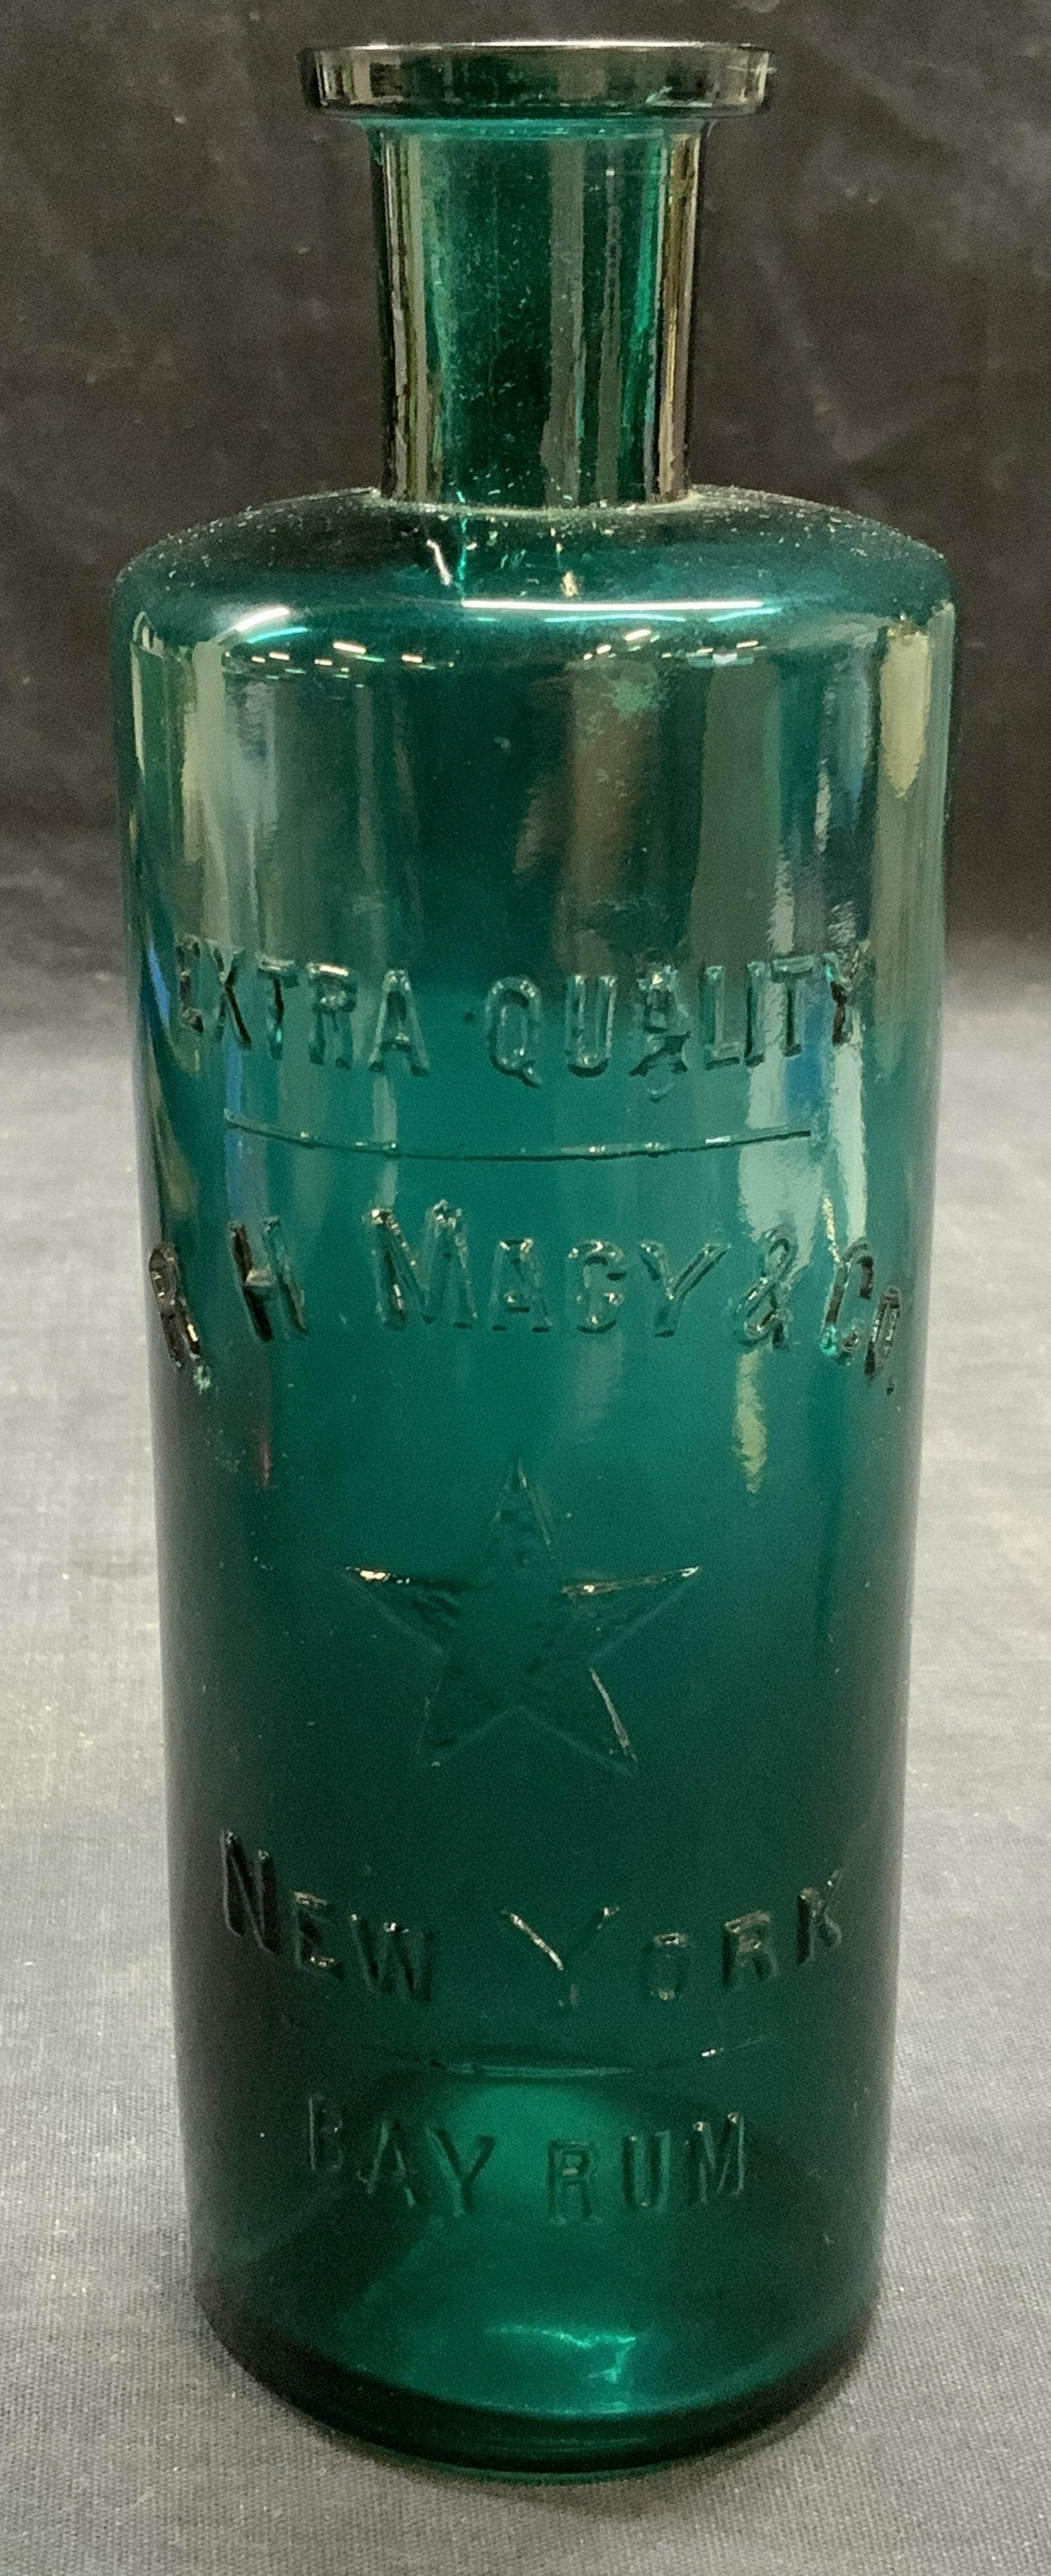 EXTRA QUALITY
R. H. MACY & Co.
NEW YORK
BAY RUM